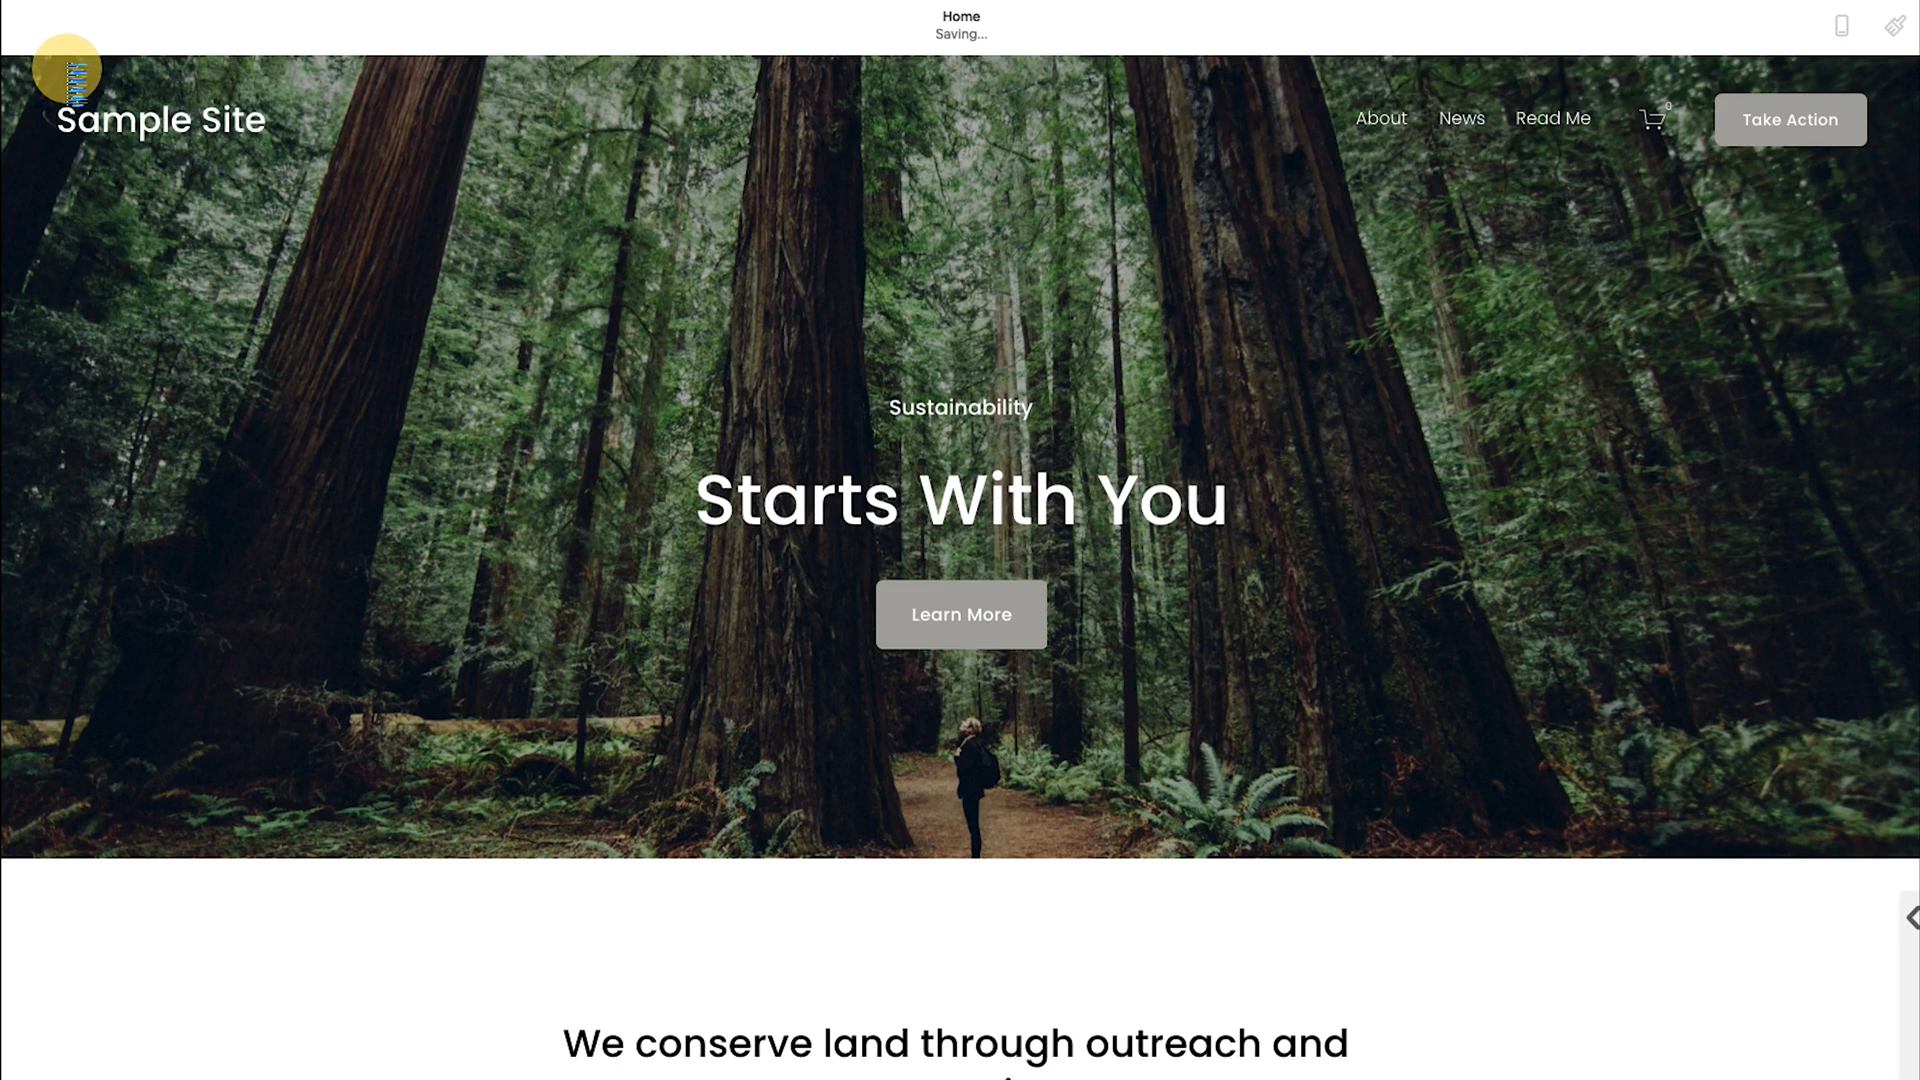 Home
Saving...
Sample Site
About News Read Me 0 Take Action
Sustainability
Starts With You
Learn More
We conserve land through outreach and